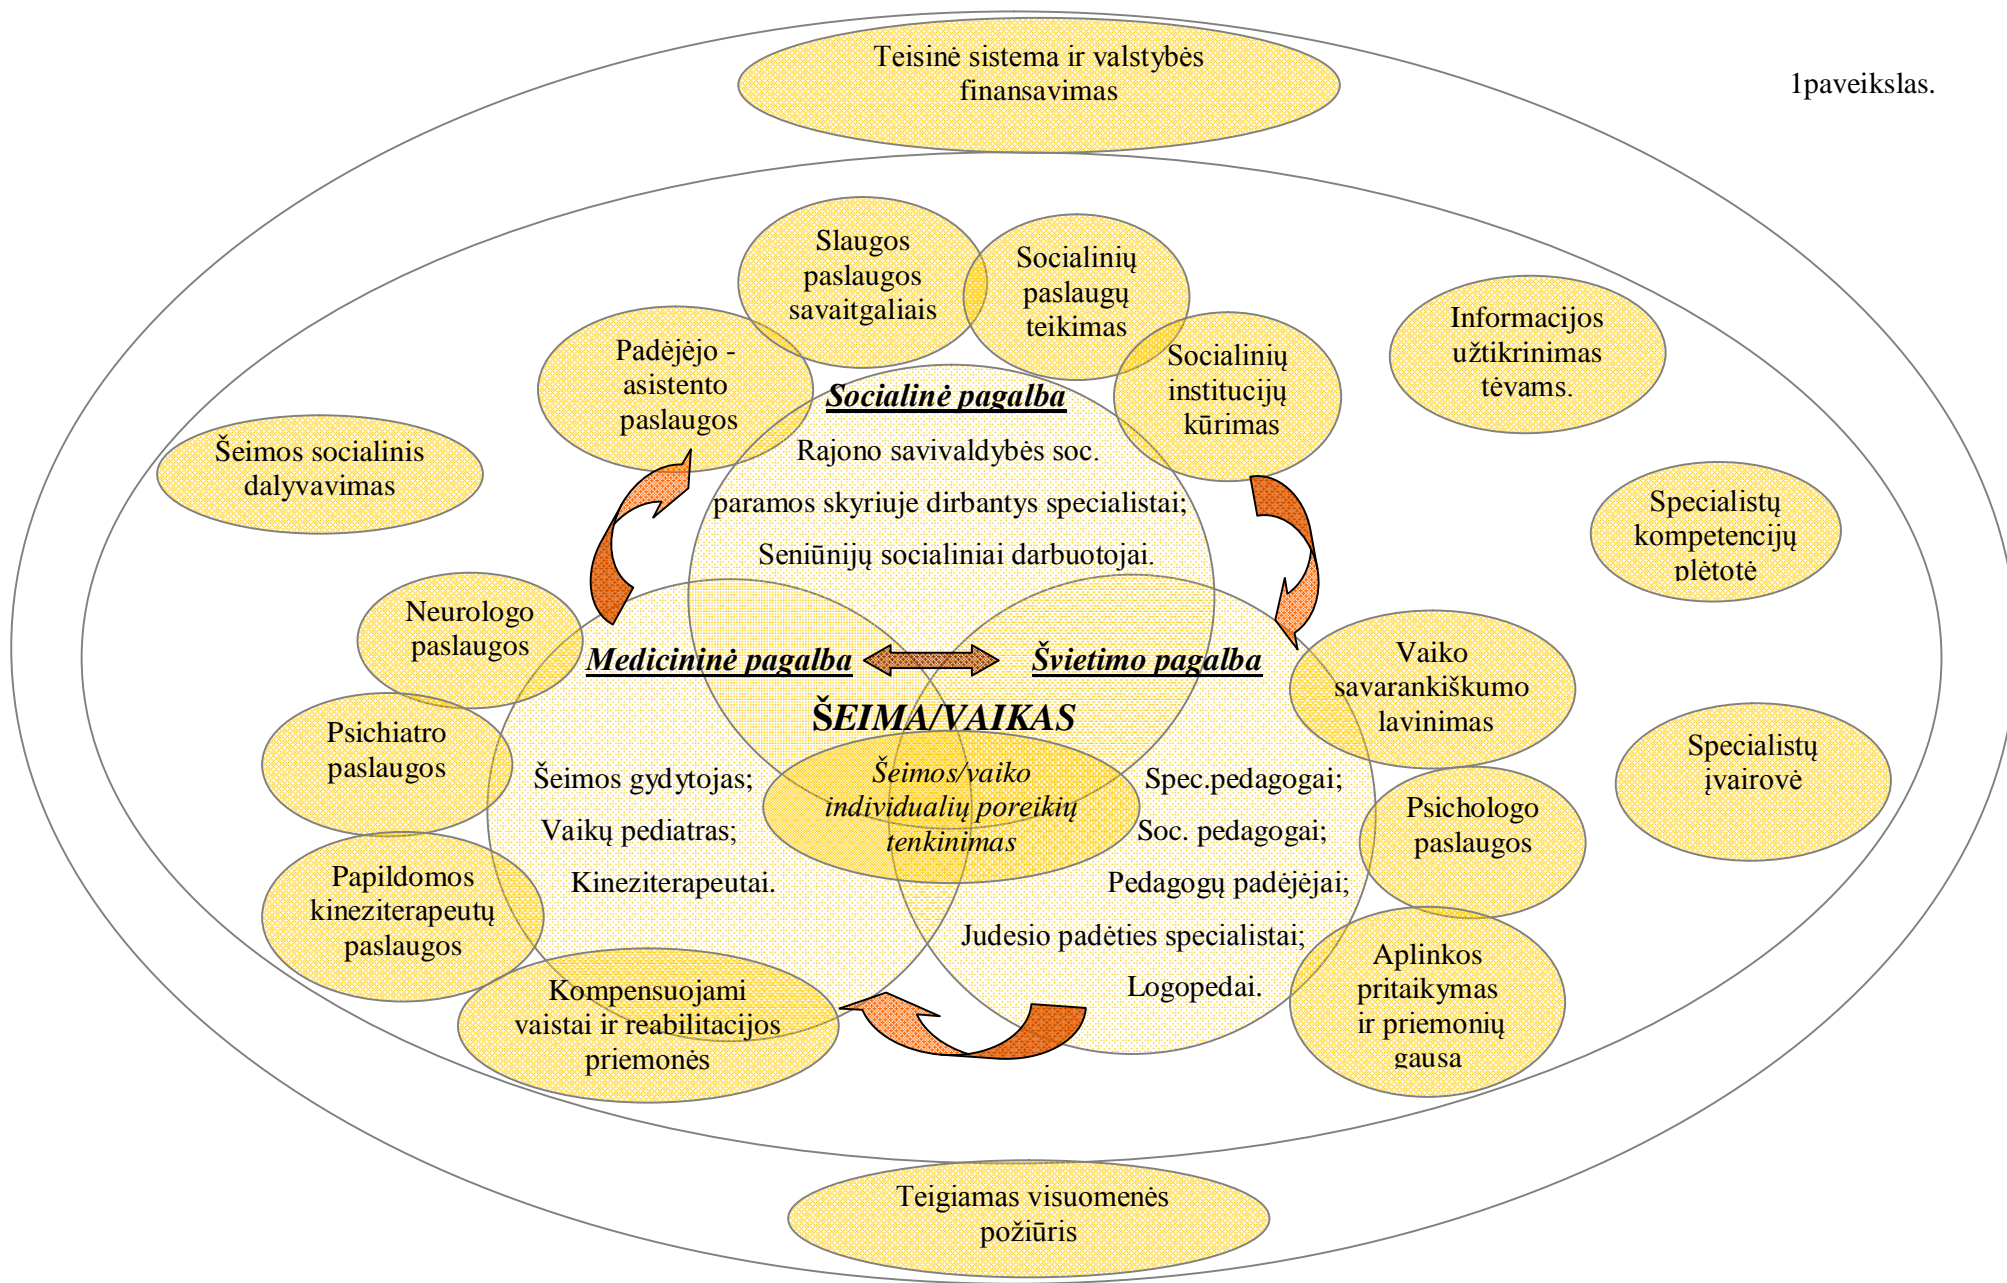 Teisinė sistema ir valstybės
finansavimas
1paveikslas.
Slaugos
paslaugos
savaitgaliais
Socialinių
paslaugų
teikimas
Padėjėjo -
asistento
paslaugos
Socialinių
institucijų
kūrimas
Informacijos
užtikrinimas
tėvams.
Šeimos socialinis
dalyvavimas
Specialistų
kompetencijų
plėtotė
Socialinė pagalba
Rajono savivaldybės soc.
paramos skyriuje dirbantys specialistai;
Seniūnijų socialiniai darbuotojai.
Neurologo
paslaugos
Medicininė pagalba
Švietimo pagalba
Vaiko
savarankiškumo
lavinimas
ŠEIMA/VAIKAS
Šeimos/vaiko
individualių poreikių
tenkinimas
Psichiatro
paslaugos
Specialistų
įvairovė
Šeimos gydytojas;
Vaikų pediatras;
Kineziterapeutai.
Spec.pedagogai;
Soc. pedagogai;
Pedagogų padėjėjai;
Judesio padėties specialistai;
Logopedai.
Psichologo
paslaugos
Papildomos
kineziterapeutų
paslaugos
Kompensuojami
vaistai ir reabilitacijos
priemonės
Aplinkos
pritaikymas
ir priemonių
gausa
Teigiamas visuomenės
požiūris